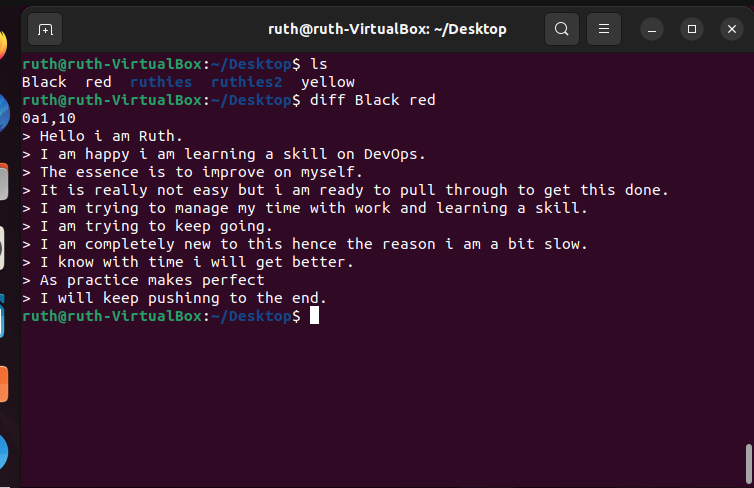 ruth@ruth-VirtualBox: ~/Desktop
ruth@ruth-VirtualBox:~/Desktop$ ls
Black  red  ruthies  ruthies2  yellow
ruth@ruth-VirtualBox:~/Desktop$ diff Black red
0a1,10
> Hello i am Ruth.
> I am happy i am learning a skill on DevOps.
> The essence is to improve on myself.
> It is really not easy but i am ready to pull through to get this done.
> I am trying to manage my time with work and learning a skill.
> I am trying to keep going.
> I am completely new to this hence the reason i am a bit slow.
> I know with time i will get better.
> As practice makes perfect
> I will keep pushinng to the end.
ruth@ruth-VirtualBox:~/Desktop$